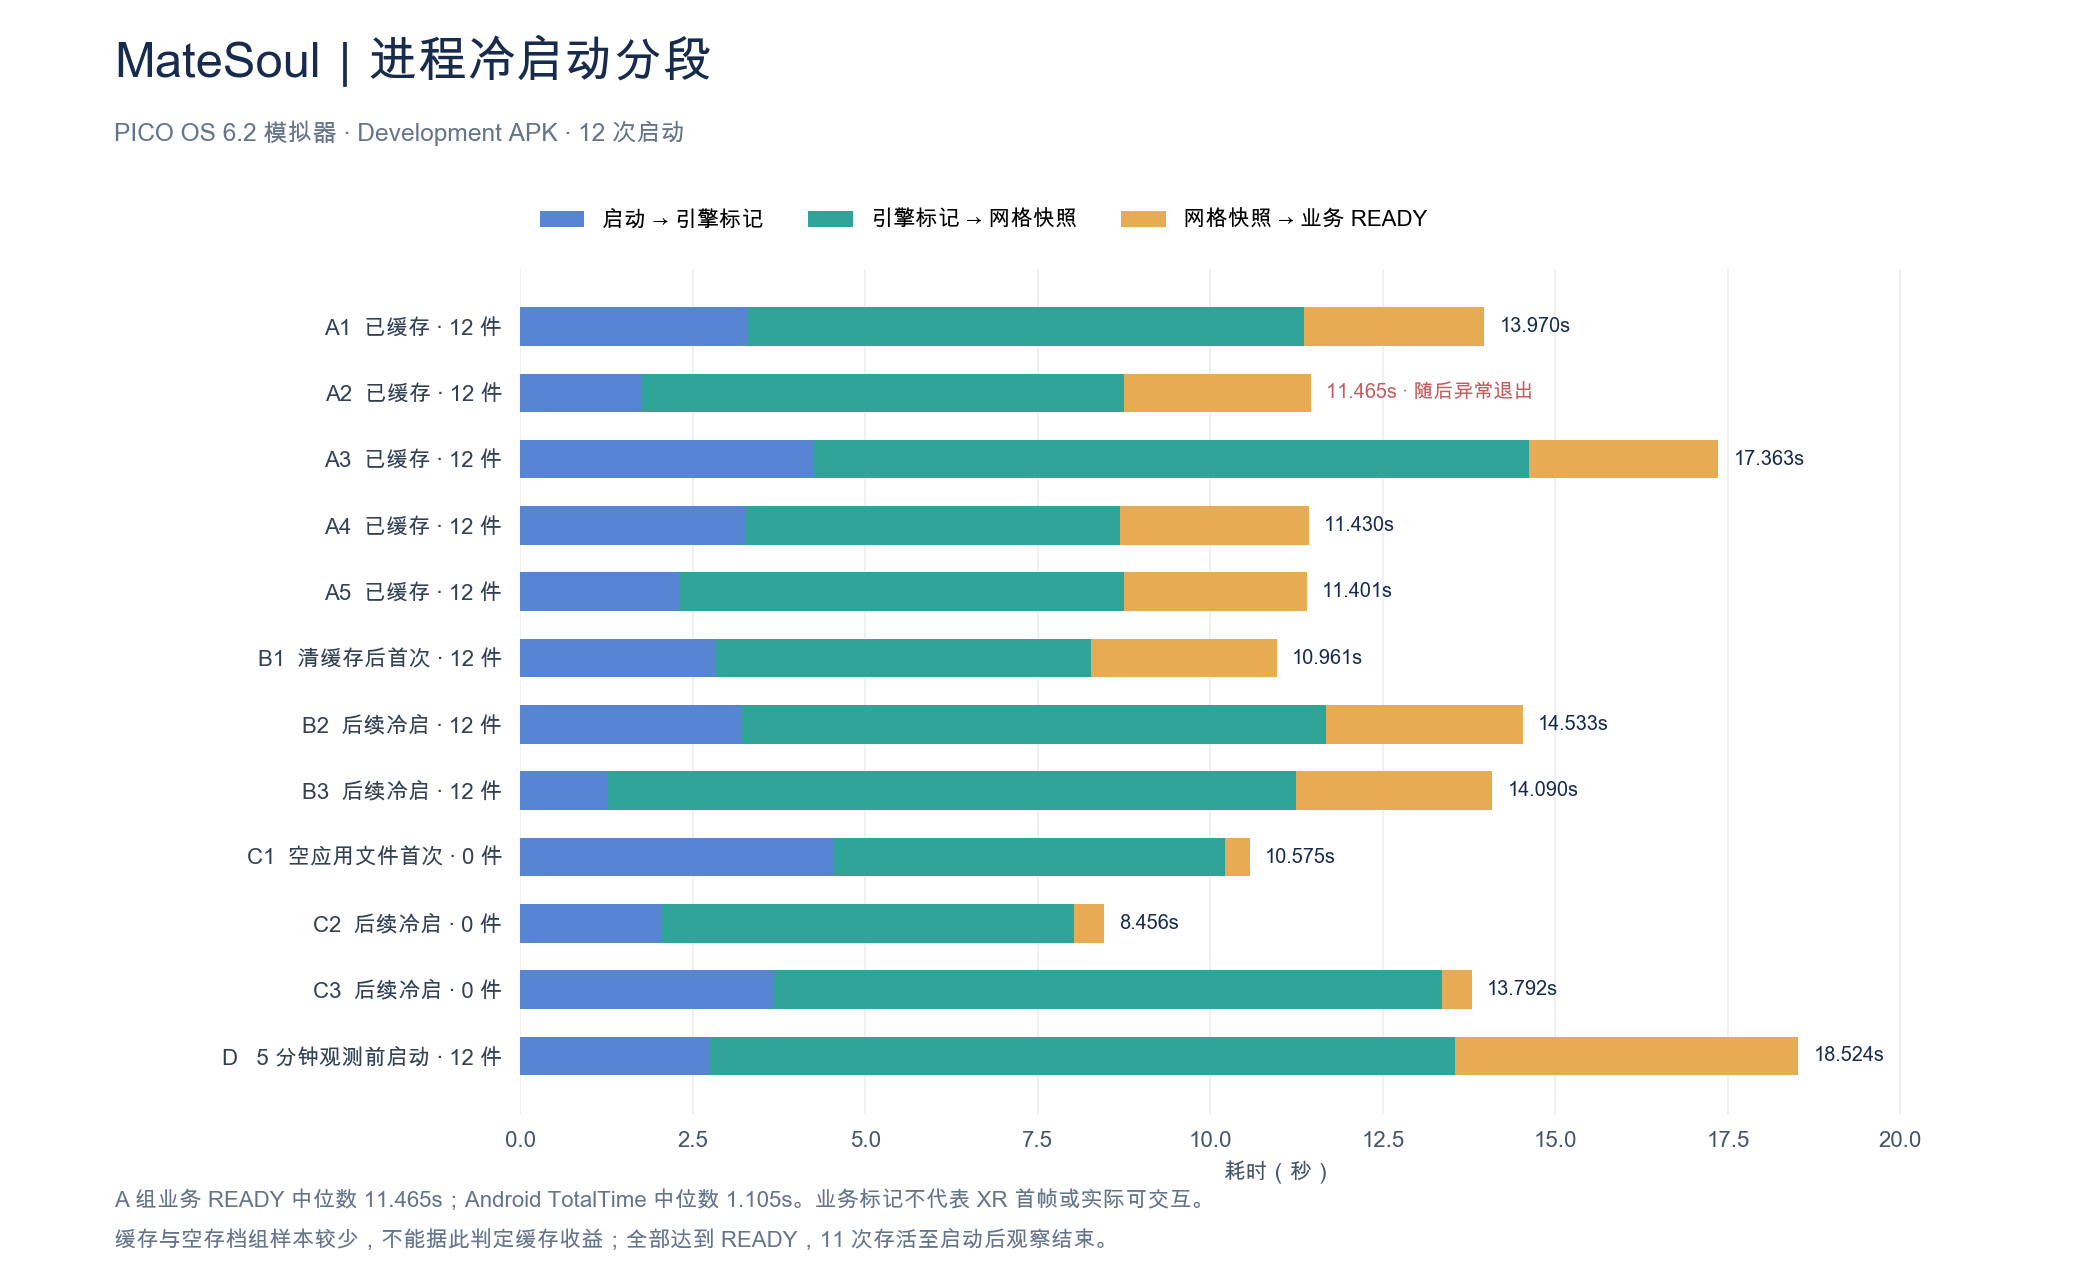 MateSoul | 进程冷启动分段
PICO OS 6.2 模拟器 · Development APK · 12 次启动
启动 → 引擎标记 引擎标记 → 网格快照 网格快照 → 业务 READY
A1 已缓存 · 12 件 13.970s
A2 已缓存 · 12 件 11.465s · 随后异常退出
A3 已缓存 · 12 件 17.363s
A4 已缓存 · 12 件 11.430s
A5 已缓存 · 12 件 11.401s
B1 清缓存后首次 · 12 件 10.961s
B2 后续冷启 · 12 件 14.533s
B3 后续冷启 · 12 件 14.090s
C1 空应用文件首次 · 0 件 10.575s
C2 后续冷启 · 0 件 8.456s
C3 后续冷启 · 0 件 13.792s
D 5 分钟观测前启动 · 12 件 18.524s
0.0 2.5 5.0 7.5 10.0 12.5 15.0 17.5 20.0
耗时（秒）
A 组业务 READY 中位数 11.465s；Android TotalTime 中位数 1.105s。业务标记不代表 XR 首帧或实际可交互。
缓存与空存档组样本较少，不能据此判定缓存收益；全部达到 READY，11 次存活至启动后观察结束。